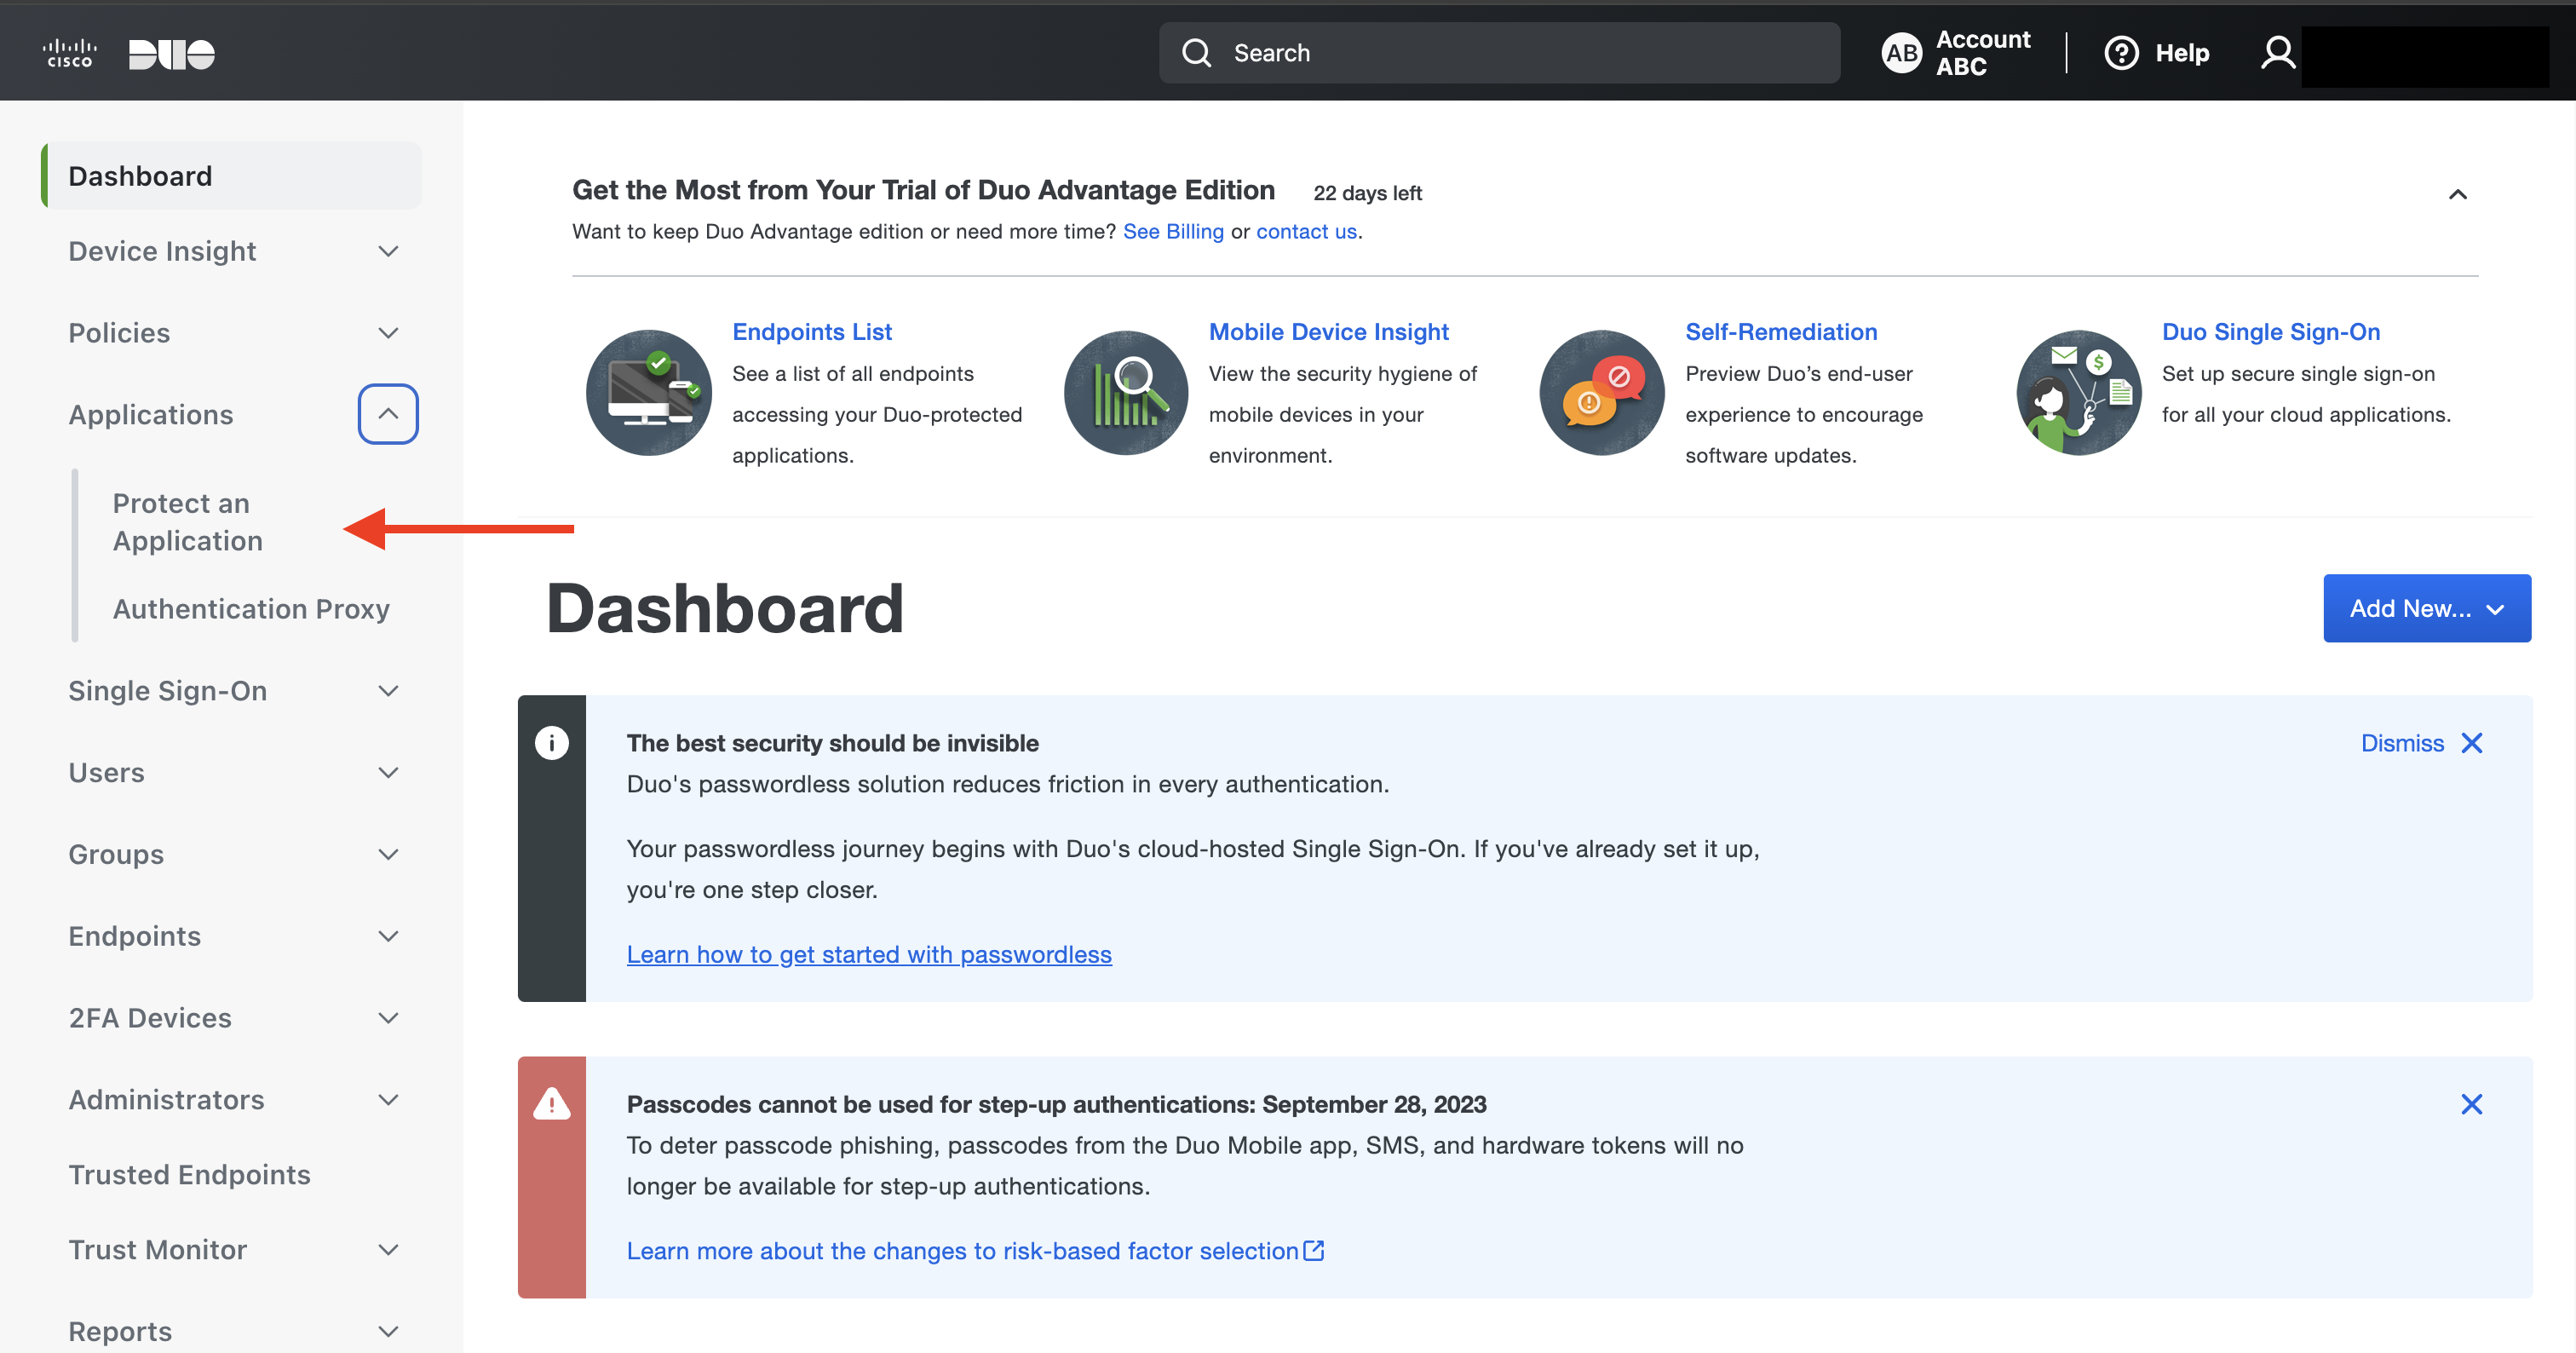 cisco DUO
Search
AB Account
ABC
Help
Dashboard
Device Insight
Policies
Applications
Protect an
Application
Authentication Proxy
Single Sign-On
Users
Groups
Endpoints
2FA Devices
Administrators
Trusted Endpoints
Trust Monitor
Reports
Get the Most from Your Trial of Duo Advantage Edition 22 days left
Want to keep Duo Advantage edition or need more time? See Billing or contact us.
Endpoints List
See a list of all endpoints
accessing your Duo-protected
applications.
Mobile Device Insight
View the security hygiene of
mobile devices in your
environment.
Self-Remediation
Preview Duo’s end-user
experience to encourage
software updates.
Duo Single Sign-On
Set up secure single sign-on
for all your cloud applications.
Dashboard
Add New...
The best security should be invisible
Dismiss
Duo's passwordless solution reduces friction in every authentication.
Your passwordless journey begins with Duo's cloud-hosted Single Sign-On. If you've already set it up,
you're one step closer.
Learn how to get started with passwordless
Passcodes cannot be used for step-up authentications: September 28, 2023
To deter passcode phishing, passcodes from the Duo Mobile app, SMS, and hardware tokens will no
longer be available for step-up authentications.
Learn more about the changes to risk-based factor selection